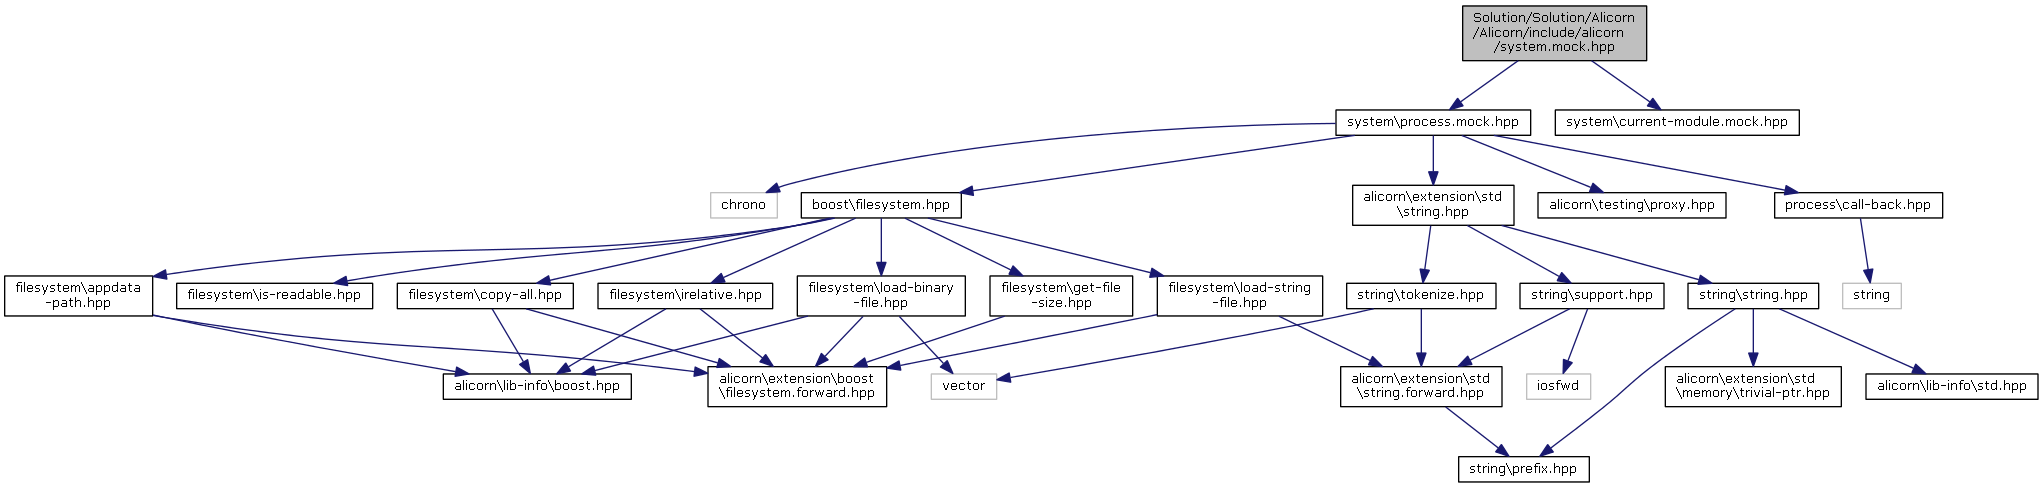 Solution/Solution/Alicorn
/Alicorn/include/alicorn
/system.mock.hpp
system\process.mock.hpp
system\current-module.mock.hpp
chrono
boost\filesystem.hpp
alicorn\extension\std
\string.hpp
alicorn\testing\proxy.hpp
process\call-back.hpp
filesystem\appdata
-path.hpp
filesystem\is-readable.hpp
filesystem\copy-all.hpp
filesystem\irelative.hpp
filesystem\load-binary
-file.hpp
filesystem\get-file
-size.hpp
filesystem\load-string
-file.hpp
string\tokenize.hpp
string\support.hpp
string\string.hpp
string
alicorn\lib-info\boost.hpp
alicorn\extension\boost
\filesystem.forward.hpp
vector
alicorn\extension\std
\string.forward.hpp
iosfwd
alicorn\extension\std
\memory\trivial-ptr.hpp
alicorn\lib-info\std.hpp
string\prefix.hpp